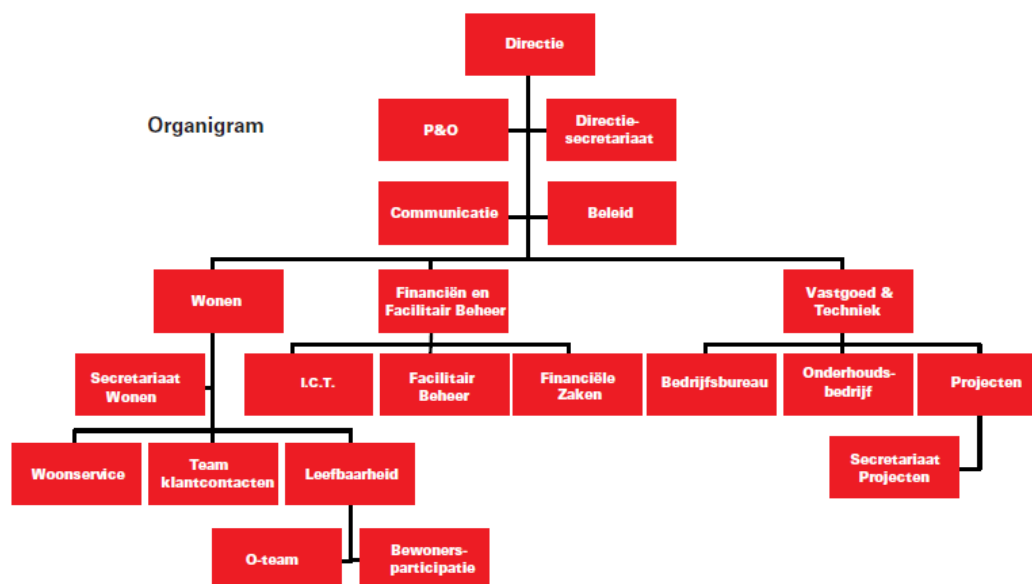 Directie
Organigram
P&O
Directie-
secretariaat
Communicatie
Beleid
Wonen
Financiën en
Facilitair Beheer
Vastgoed &
Techniek
Secretariaat
Wonen
I.C.T.
Facilitair
Beheer
Financiële
Zaken
Bedrijfsbureau
Onderhouds-
bedrijf
Projecten
Woonservice
Team
klantcontacten
Leefbaarheid
Secretariaat
Projecten
O-team
Bewoners-
participatie